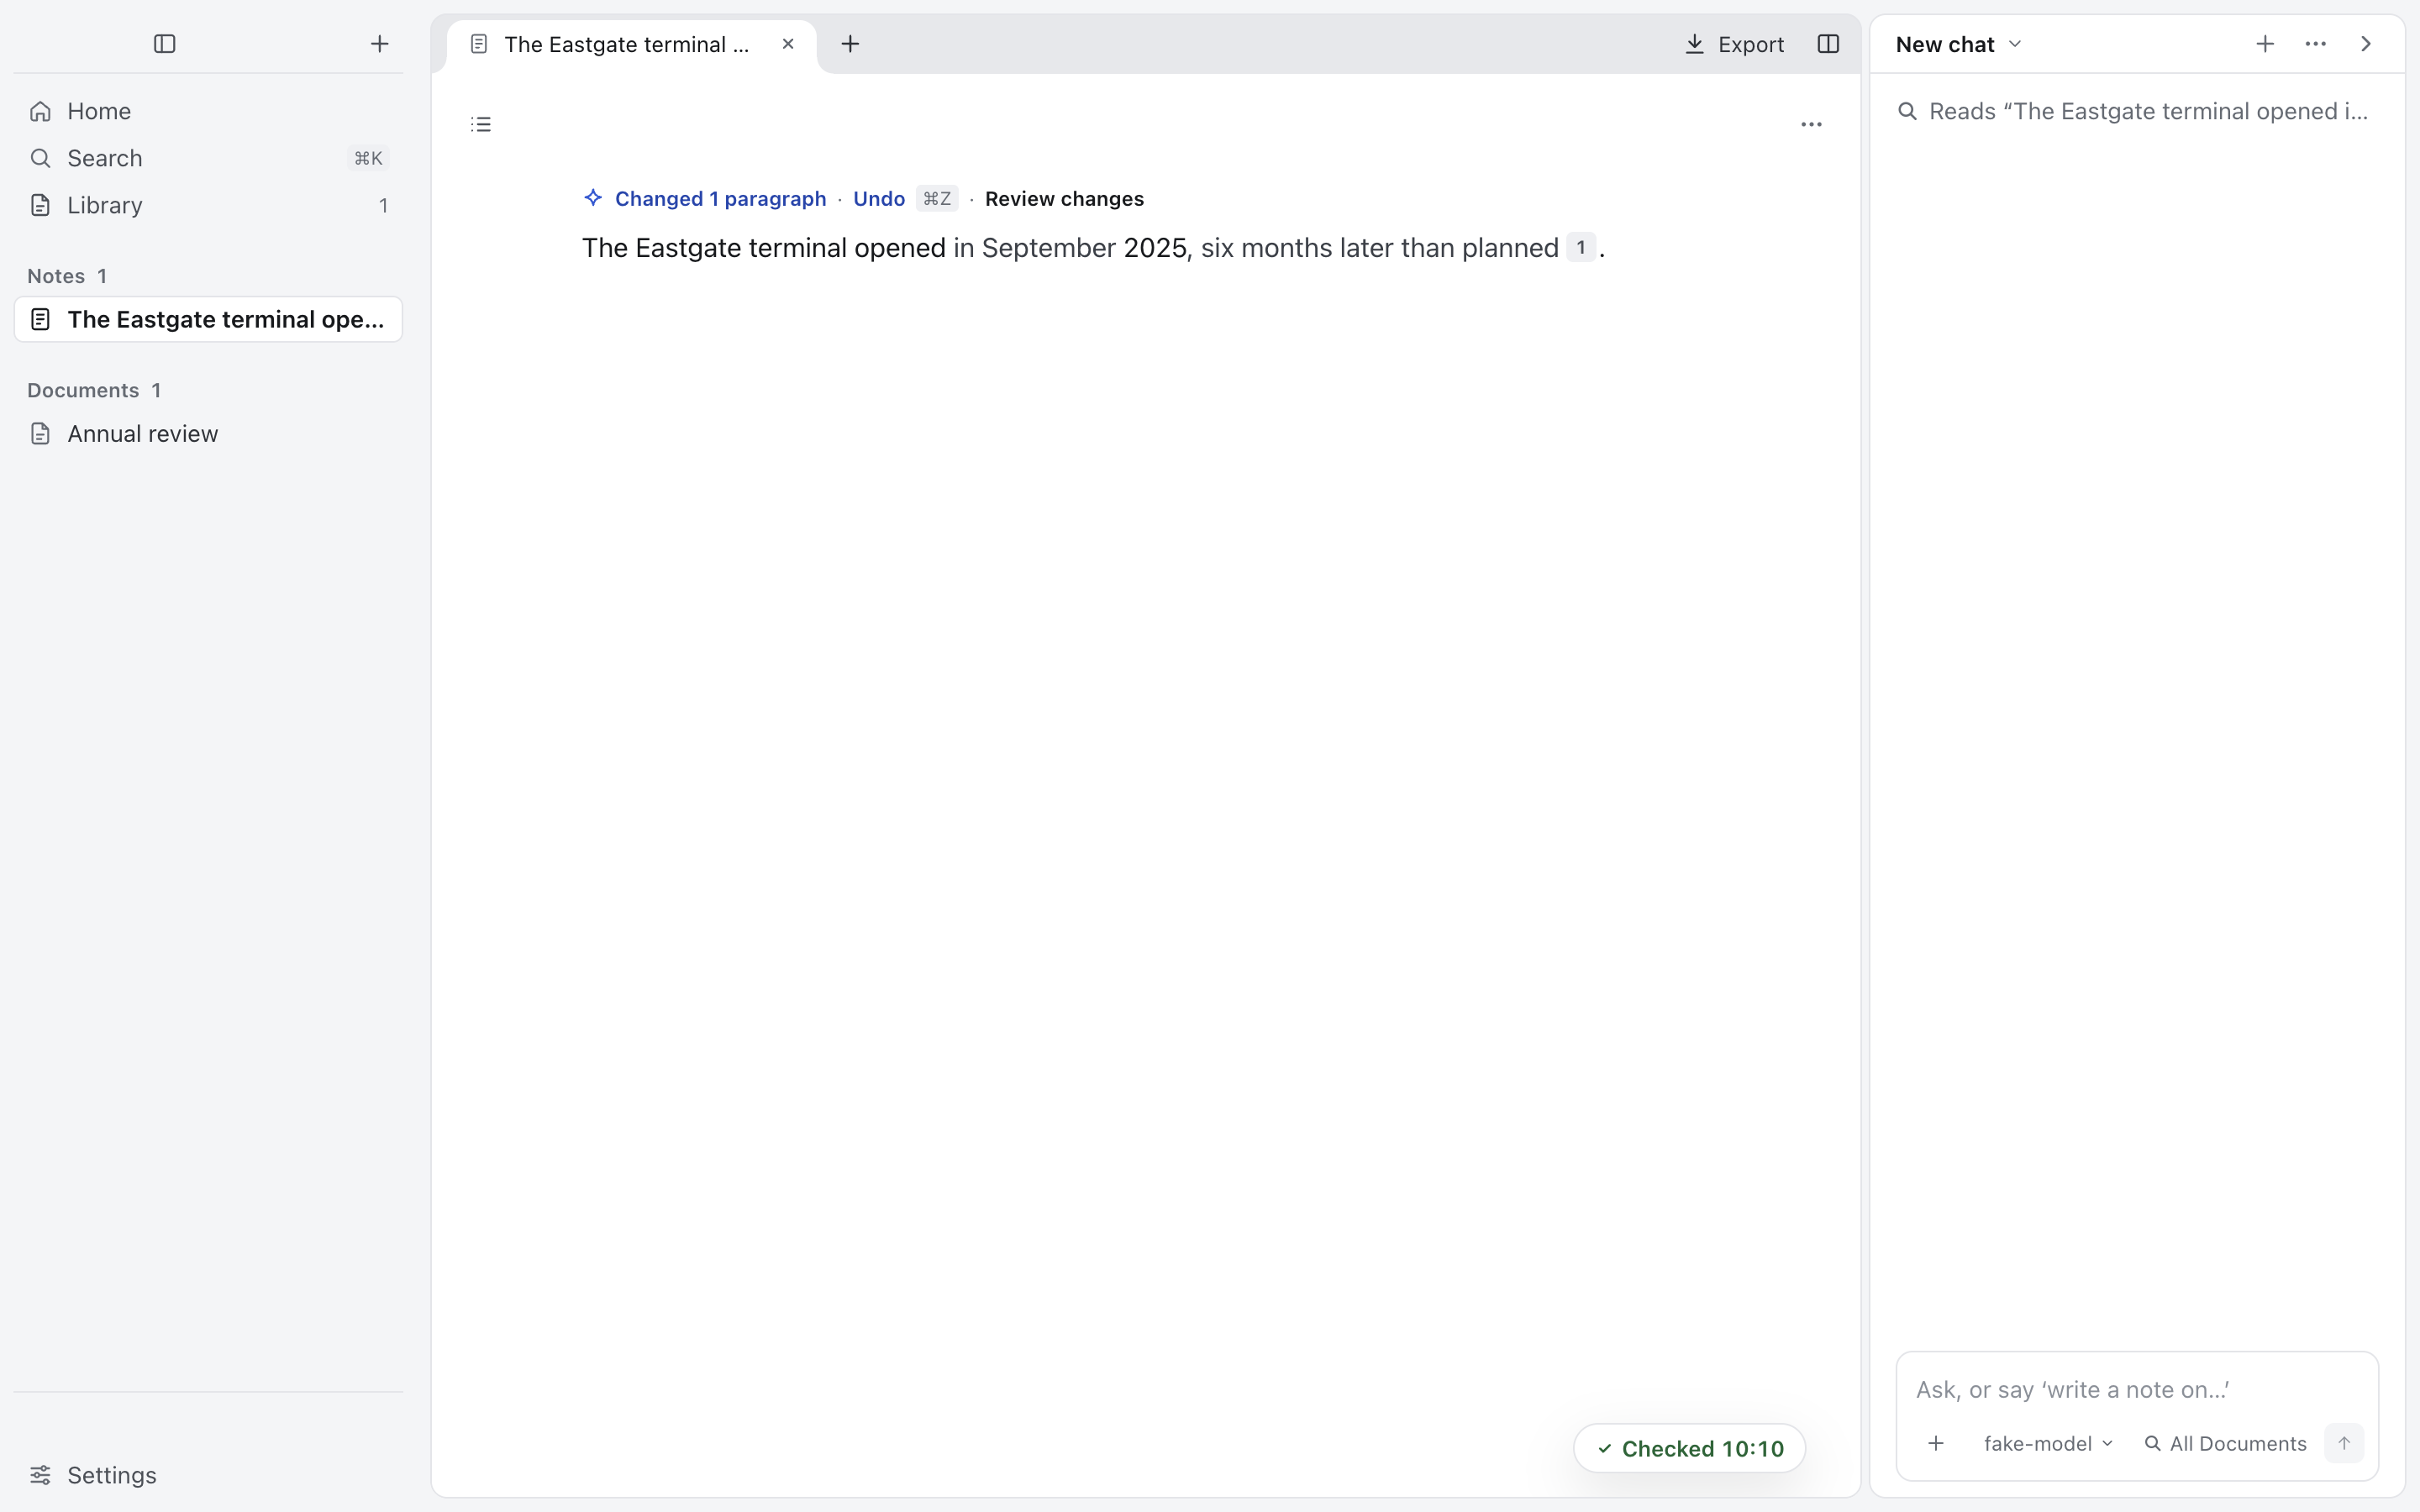 The Eastgate terminal ...
Export
New chat
Home
Search ⌘K
Library 1
Notes 1
The Eastgate terminal ope...
Documents 1
Annual review
Settings
Changed 1 paragraph · Undo ⌘Z · Review changes
The Eastgate terminal opened in September 2025, six months later than planned 1.
Checked 10:10
Reads “The Eastgate terminal opened i...
Ask, or say ‘write a note on...’
fake-model
All Documents